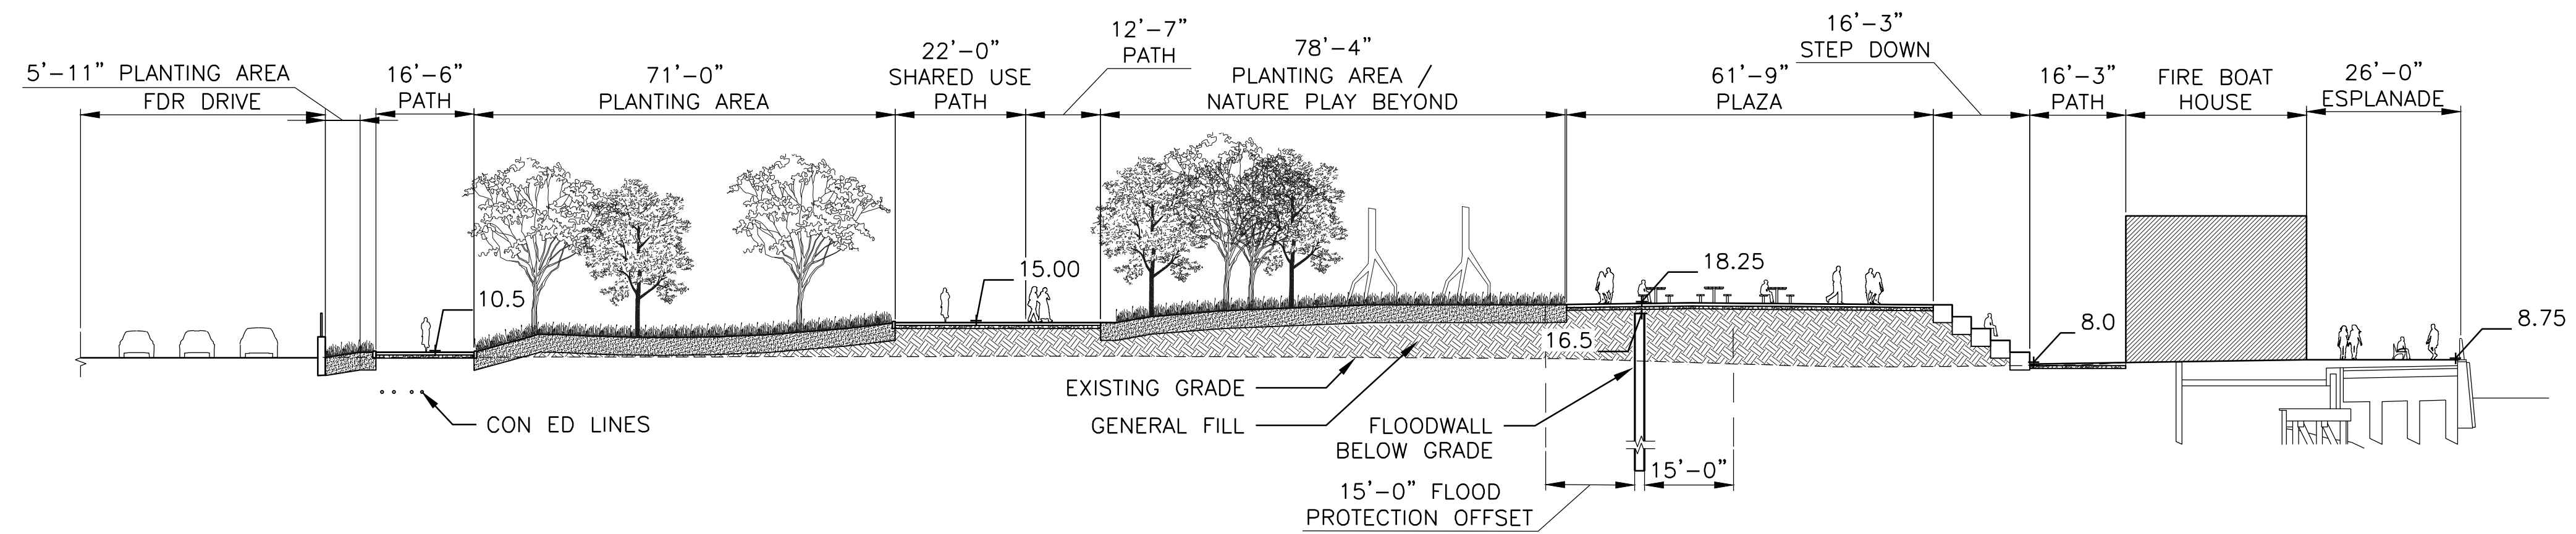 5’-11” PLANTING AREA
FDR DRIVE
16’-6”
PATH
71’-0”
PLANTING AREA
22’-0”
SHARED USE
PATH
12’-7”
PATH
78’-4”
PLANTING AREA /
NATURE PLAY BEYOND
61’-9”
PLAZA
16’-3”
STEP DOWN
16’-3”
PATH
FIRE BOAT
HOUSE
26’-0”
ESPLANADE
10.5
15.00
18.25
16.5
8.0
8.75
CON ED LINES
EXISTING GRADE
GENERAL FILL
FLOODWALL
BELOW GRADE
15’-0”
15’-0” FLOOD
PROTECTION OFFSET